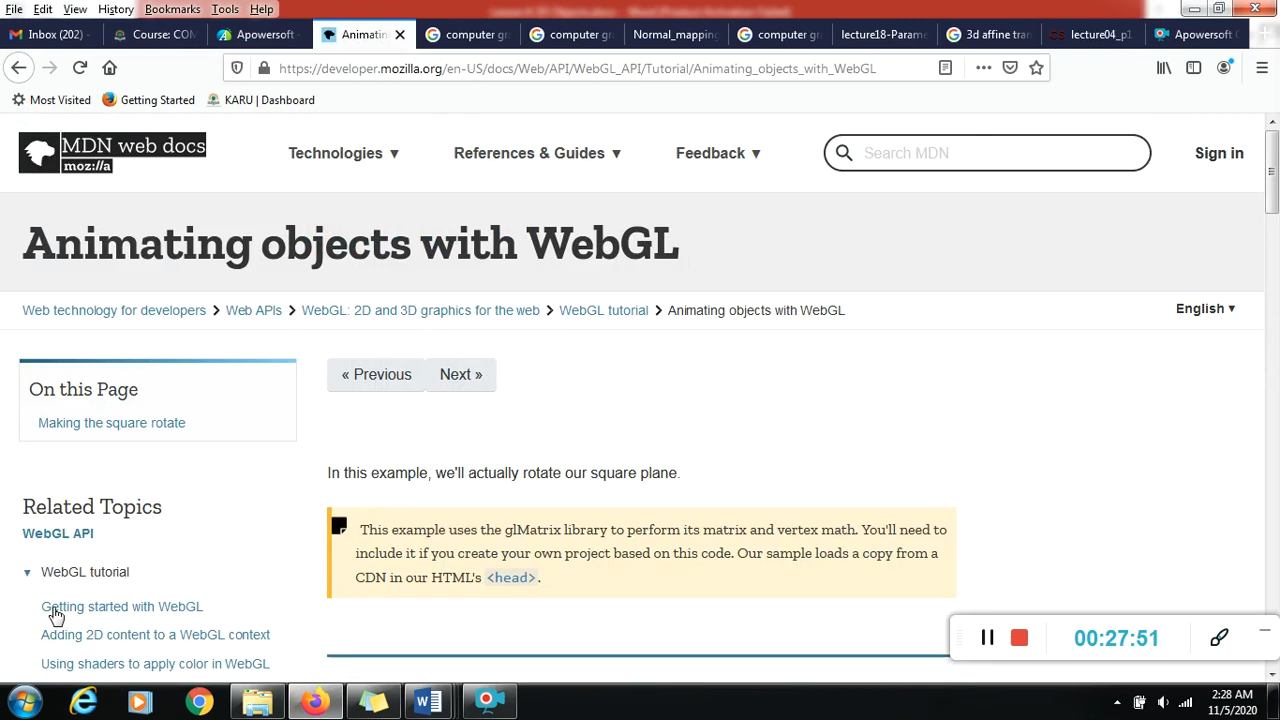 File Edit View History Bookmarks Tools Help
Inbox (202) Course: COM Apowersoft Animatin computer gr computer gr Normal_mapping computer gra lecture18-Parame 3d affine tran lecture04_p1 Apowersoft
https://developer.mozilla.org/en-US/docs/Web/API/WebGL_API/Tutorial/Animating_objects_with_WebGL
Most Visited Getting Started KARU | Dashboard
MDN web docs
moz://a
Technologies ▼ References & Guides ▼ Feedback ▼ Search MDN Sign in
Animating objects with WebGL
Web technology for developers > Web APIs > WebGL: 2D and 3D graphics for the web > WebGL tutorial > Animating objects with WebGL English ▼
On this Page
Making the square rotate
Related Topics
WebGL API
▼ WebGL tutorial
Getting started with WebGL
Adding 2D content to a WebGL context
Using shaders to apply color in WebGL
« Previous Next »
In this example, we'll actually rotate our square plane.
This example uses the glMatrix library to perform its matrix and vertex math. You'll need to
include it if you create your own project based on this code. Our sample loads a copy from a
CDN in our HTML's <head>.
00:27:51
2:28 AM
11/5/2020